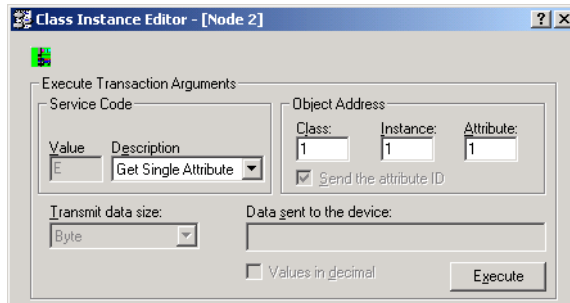 Class Instance Editor - [Node 2]
Execute Transaction Arguments
Service Code
Object Address
Value
Description
E
Get Single Attribute
Class:
Instance:
Attribute:
1
1
1
Send the attribute ID
Transmit data size:
Data sent to the device:
Byte
Values in decimal
Execute